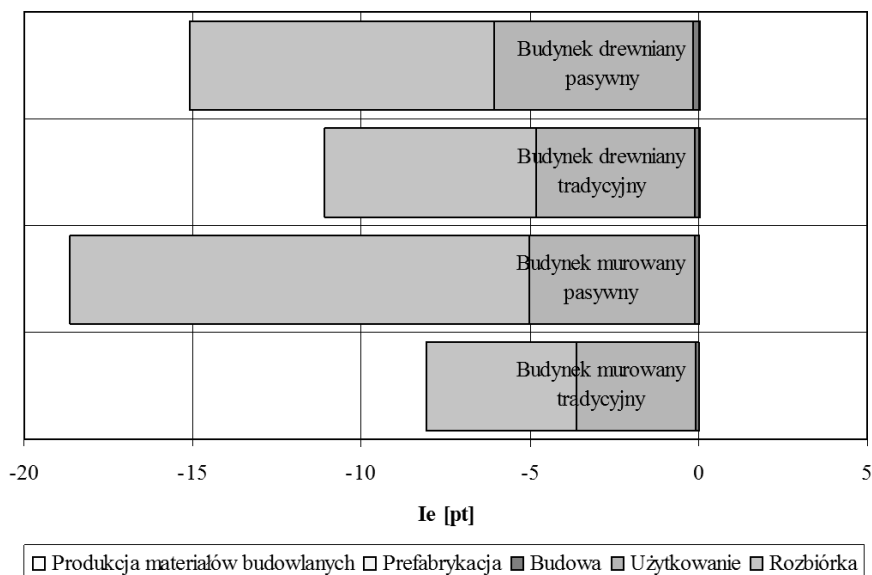 Budynek drewniany
pasywny
Budynek drewniany
tradycyjny
Budynek murowany
pasywny
Budynek murowany
tradycyjny
-20 -15 -10 -5 0 5
Ie [pt]
Produkcja materiałów budowlanych Prefabrykacja Budowa Użytkowanie Rozbiórka